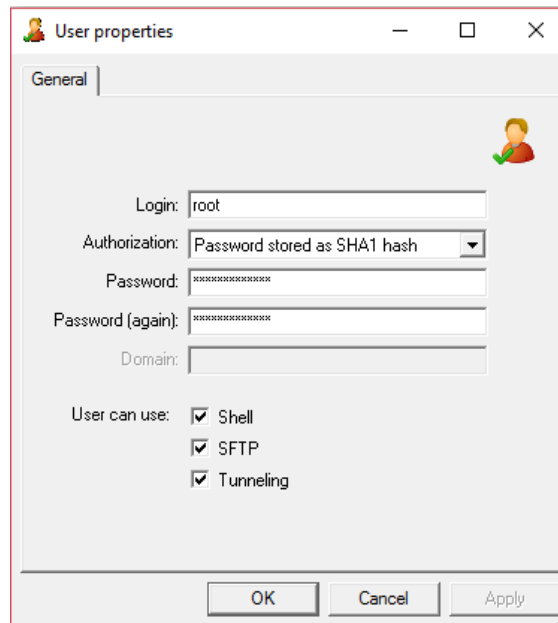 User properties
General
Login: root
Authorization: Password stored as SHA1 hash
Password: *************
Password (again): *************
Domain:
User can use: Shell
SFTP
Tunneling
OK Cancel Apply